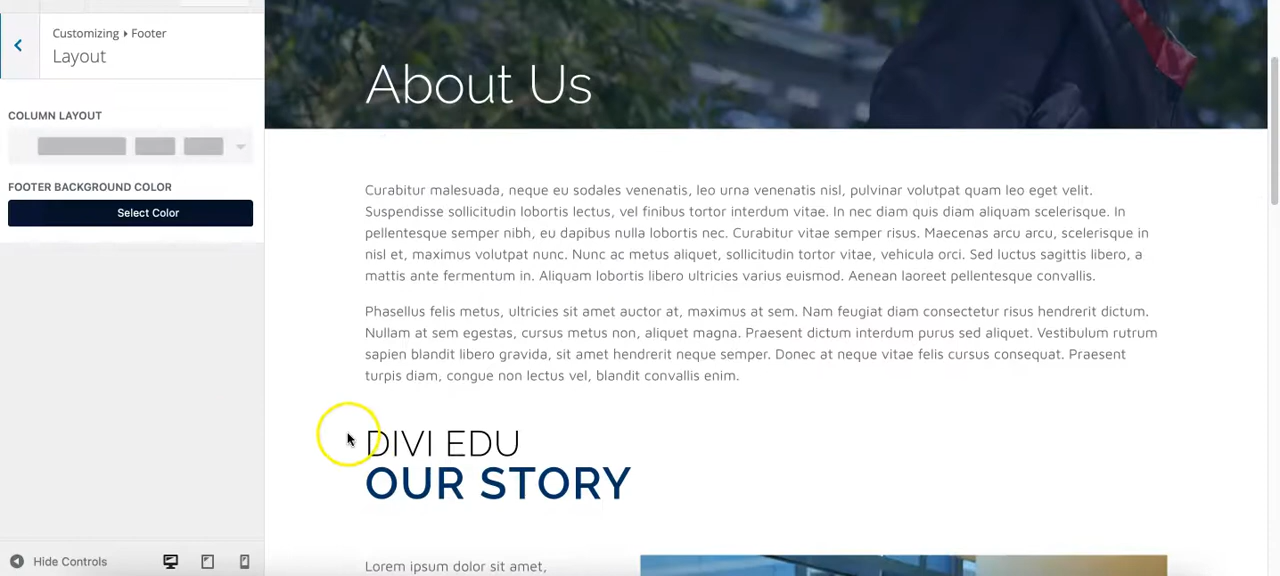 Customizing ▸ Footer
Layout
COLUMN LAYOUT
FOOTER BACKGROUND COLOR
Select Color
Hide Controls
About Us
Curabitur malesuada, neque eu sodales venenatis, leo urna venenatis nisl, pulvinar volutpat quam leo eget velit.
Suspendisse sollicitudin lobortis lectus, vel finibus tortor interdum vitae. In nec diam quis diam aliquam scelerisque. In
pellentesque semper nibh, eu dapibus nulla lobortis nec. Curabitur vitae semper risus. Maecenas arcu arcu, scelerisque in
nisl et, maximus volutpat nunc. Nunc ac metus aliquet, sollicitudin tortor vitae, vehicula orci. Sed luctus sagittis libero, a
mattis ante fermentum in. Aliquam lobortis libero ultricies varius euismod. Aenean laoreet pellentesque convallis.
Phasellus felis metus, ultricies sit amet auctor at, maximus at sem. Nam feugiat diam consectetur risus hendrerit dictum.
Nullam at sem egestas, cursus metus non, aliquet magna. Praesent dictum interdum purus sed aliquet. Vestibulum rutrum
sapien blandit libero gravida, sit amet hendrerit neque semper. Donec at neque vitae felis cursus consequat. Praesent
turpis diam, congue non lectus vel, blandit convallis enim.
DIVI EDU
OUR STORY
Lorem ipsum dolor sit amet,